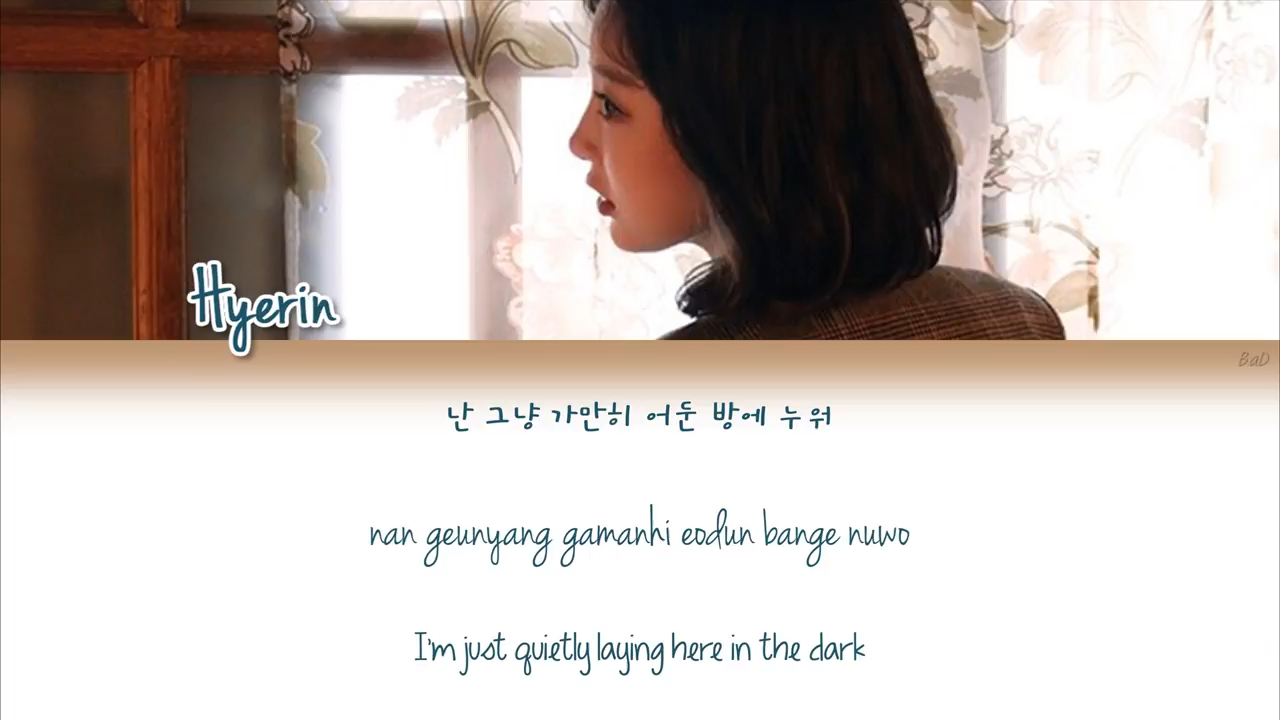 Hyerin
BaD
난 그냥 가만히 어둔 방에 누워
nan geunyang gamanhi eodun bange nuwo
I'm just quietly laying here in the dark